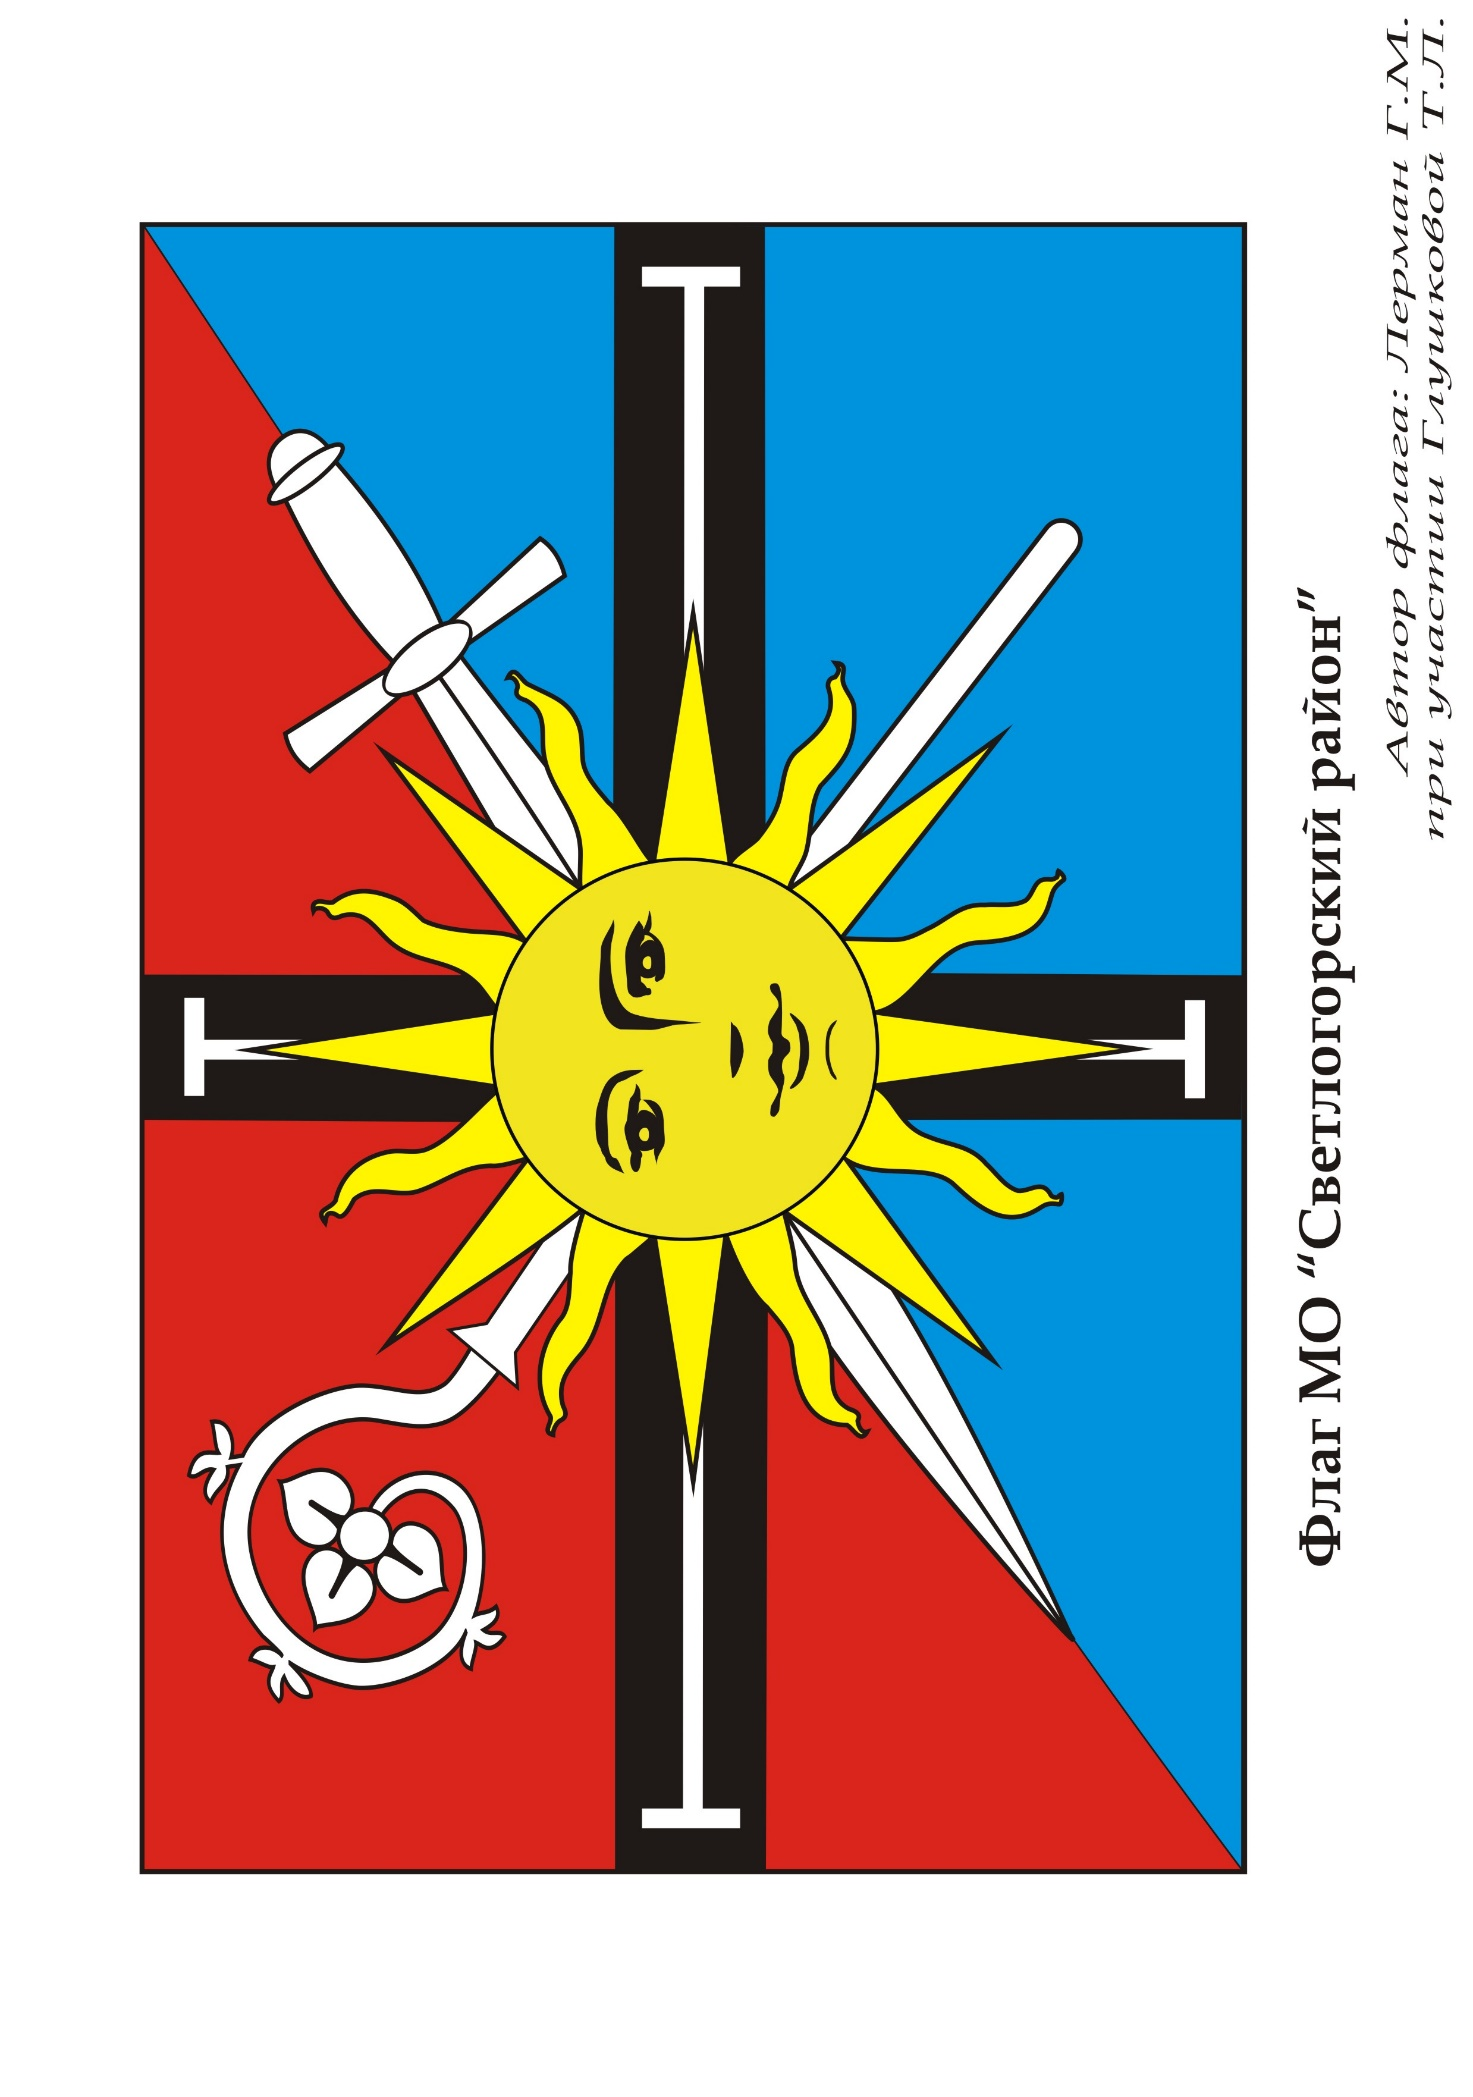 Флаг МО “Светлогорский район”
Автор флага: Лерман Г.М.
при участии Глушковой Т.Л.